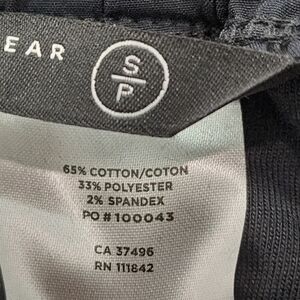 EAR S/P
65% COTTON/COTON
33% POLYESTER
2% SPANDEX
PO # 100043
CA 37496
RN 111842